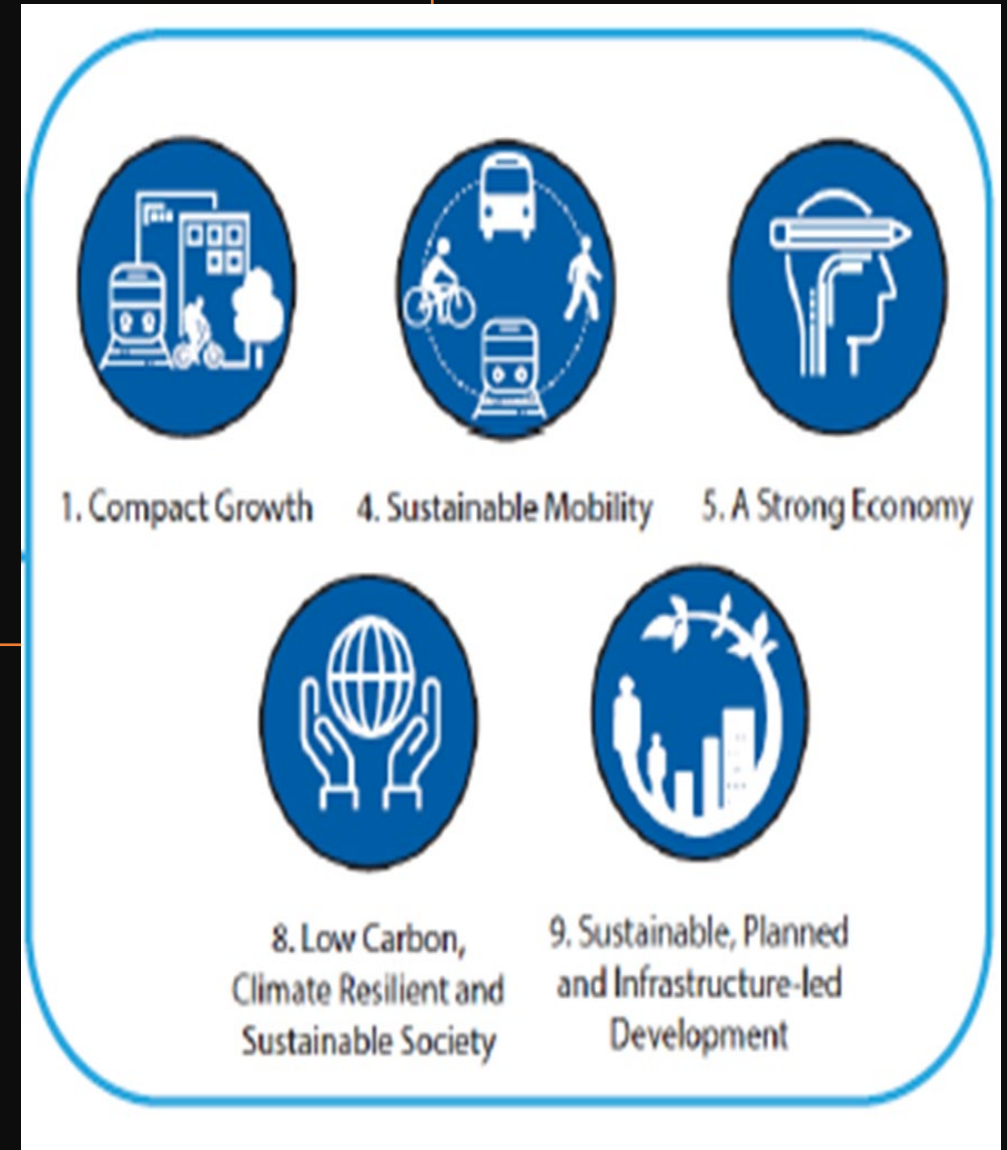 1. Compact Growth
4. Sustainable Mobility
5. A Strong Economy
8. Low Carbon,
Climate Resilient and
Sustainable Society
9. Sustainable, Planned
and Infrastructure-led
Development